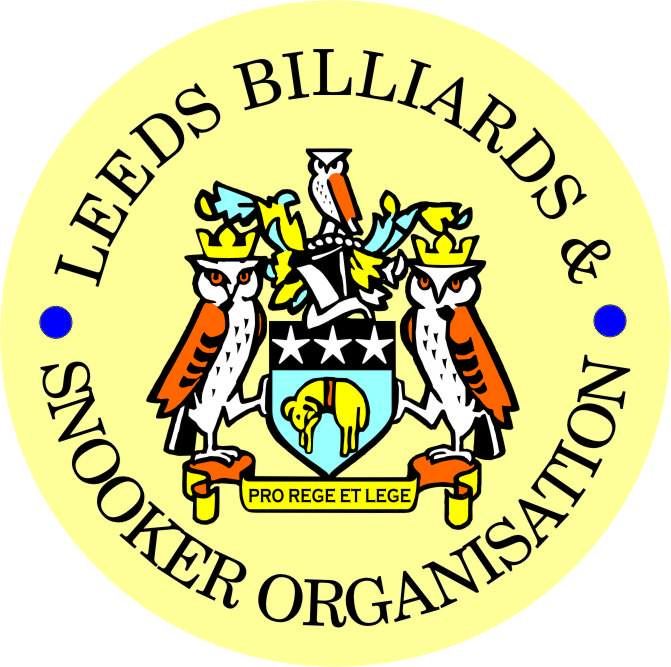 LEEDS BILLIARDS &
SNOOKER ORGANISATION
PRO REGE ET LEGE